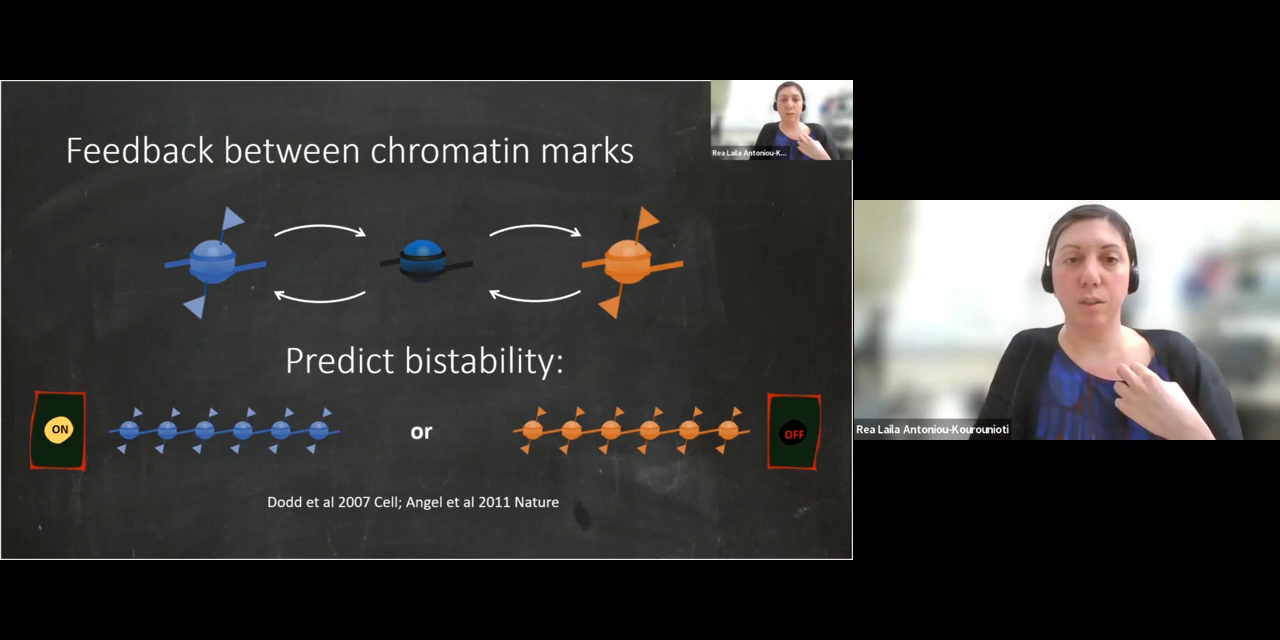 Feedback between chromatin marks
Rea Laila Antoniou-K...
Predict bistability:
ON
or
OFF
Dodd et al 2007 Cell; Angel et al 2011 Nature
Rea Laila Antoniou-Kourounioti